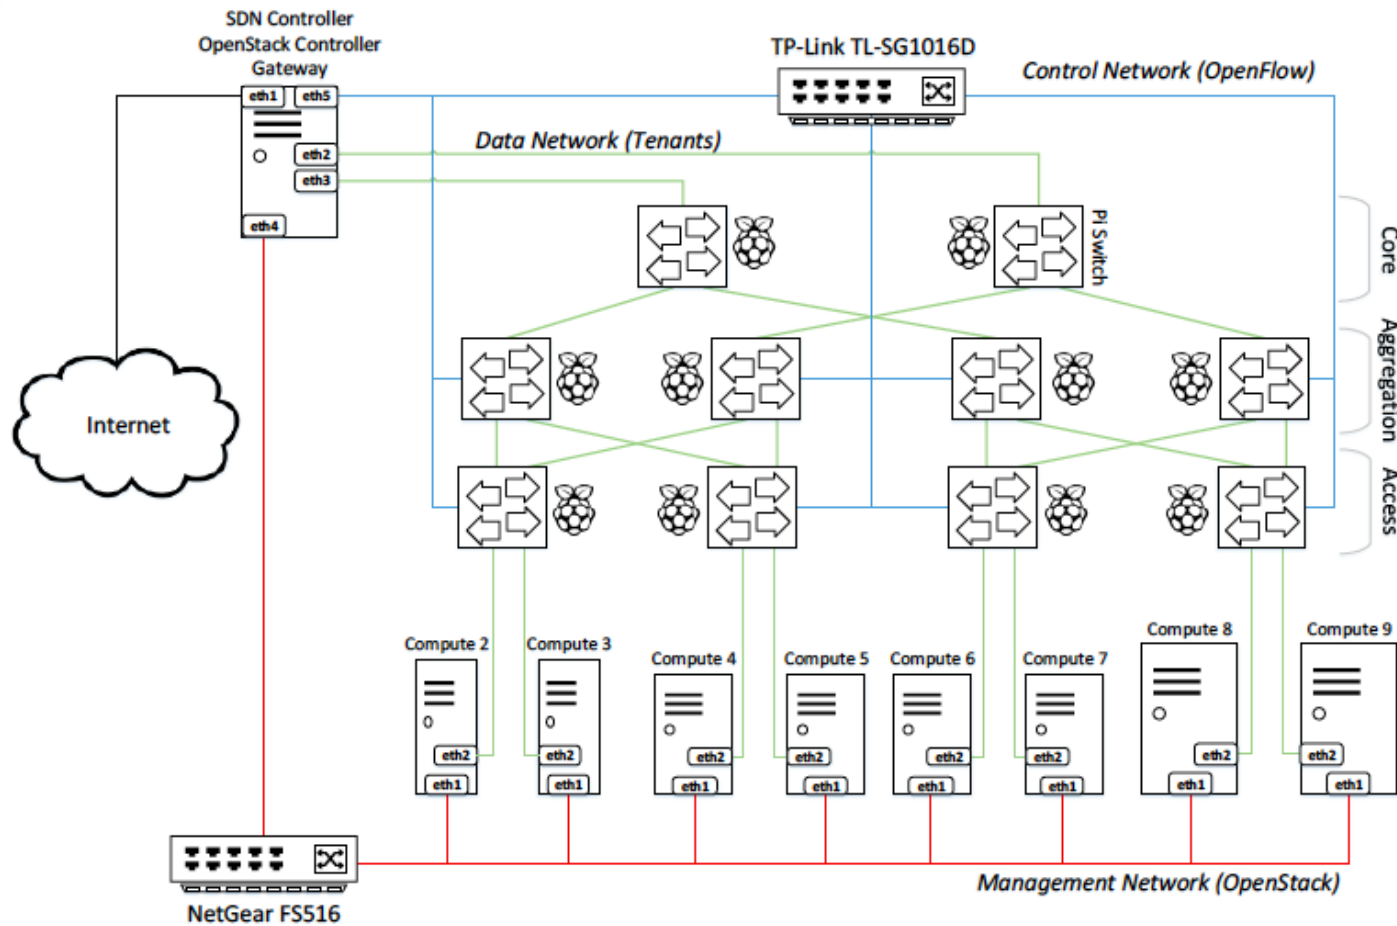 SDN Controller
OpenStack Controller
Gateway
TP-Link TL-SG1016D
Control Network (OpenFlow)
eth1
eth5
Data Network (Tenants)
eth2
eth3
eth4
Pi Switch
Core
Aggregation
Access
Internet
Compute 2
Compute 3
Compute 4
Compute 5
Compute 6
Compute 7
Compute 8
Compute 9
eth2
eth2
eth2
eth2
eth2
eth2
eth2
eth2
eth1
eth1
eth1
eth1
eth1
eth1
eth1
eth1
Management Network (OpenStack)
NetGear FS516